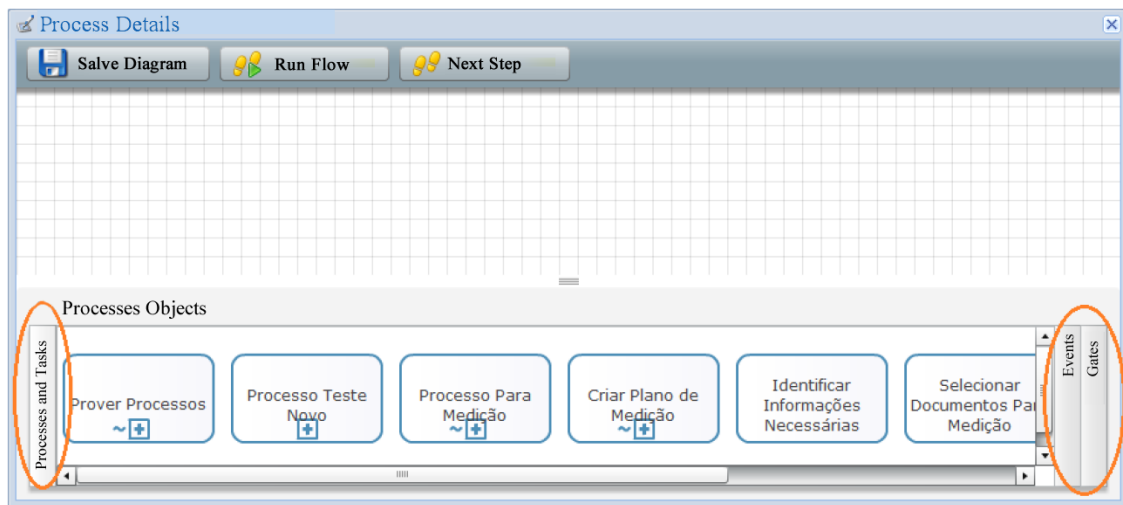 Process Details
Salve Diagram
Run Flow
Next Step
Processes Objects
Processes and Tasks
Prover Processos
Processo Teste
Novo
Processo Para
Medição
Criar Plano de
Medição
Identificar
Informações
Necessárias
Selecionar
Documentos Par
Medição
Events
Gates